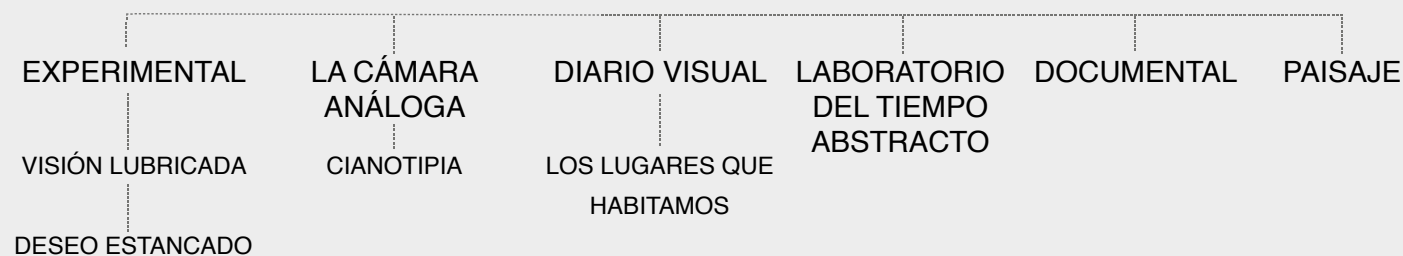 EXPERIMENTAL
LA CÁMARA
ANÁLOGA
DIARIO VISUAL
LABORATORIO
DEL TIEMPO
ABSTRACTO
DOCUMENTAL
PAISAJE
VISIÓN LUBRICADA
CIANOTIPIA
LOS LUGARES QUE
HABITAMOS
DESEO ESTANCADO